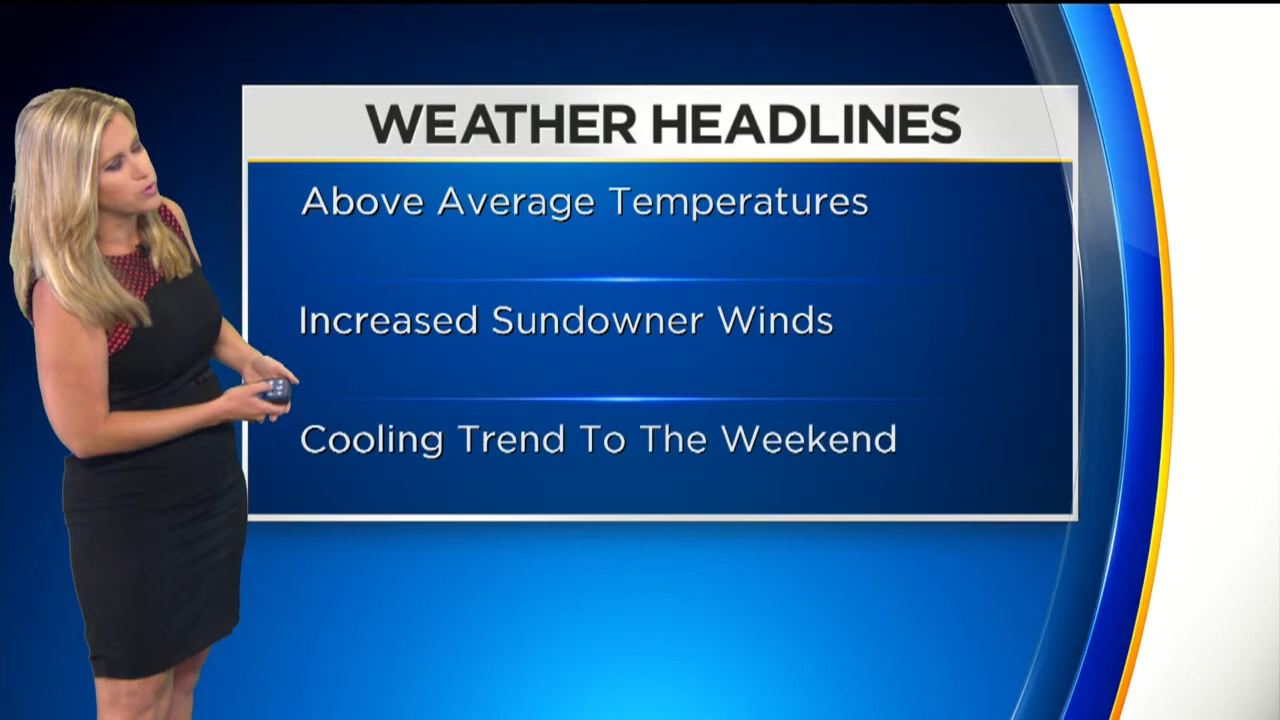 WEATHER HEADLINES
Above Average Temperatures
Increased Sundowner Winds
Cooling Trend To The Weekend